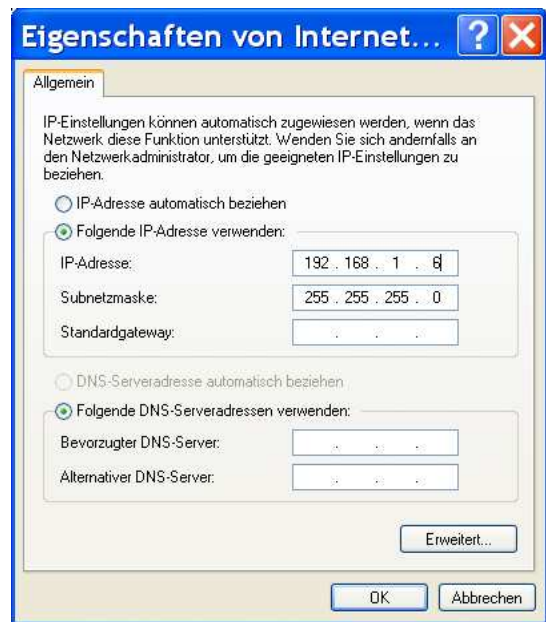 Eigenschaften von Internet...
Allgemein
IP-Einstellungen können automatisch zugewiesen werden, wenn das
Netzwerk diese Funktion unterstützt. Wenden Sie sich andernfalls an
den Netzwerkadministrator, um die geeigneten IP-Einstellungen zu
beziehen.
IP-Adresse automatisch beziehen
Folgende IP-Adresse verwenden:
IP-Adresse: 192 . 168 . 1 . 6
Subnetzmaske: 255 . 255 . 255 . 0
Standardgateway: . . .
DNS-Serveradresse automatisch beziehen
Folgende DNS-Serveradressen verwenden:
Bevorzugter DNS-Server: . . .
Alternativer DNS-Server: . . .
Erweitert...
OK Abbrechen